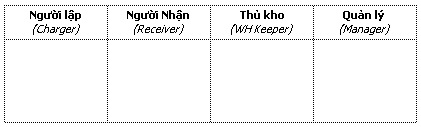 Người lập Người Nhận Thủ kho Quản lý
(Charger) (Receiver) (WH Keeper) (Manager)